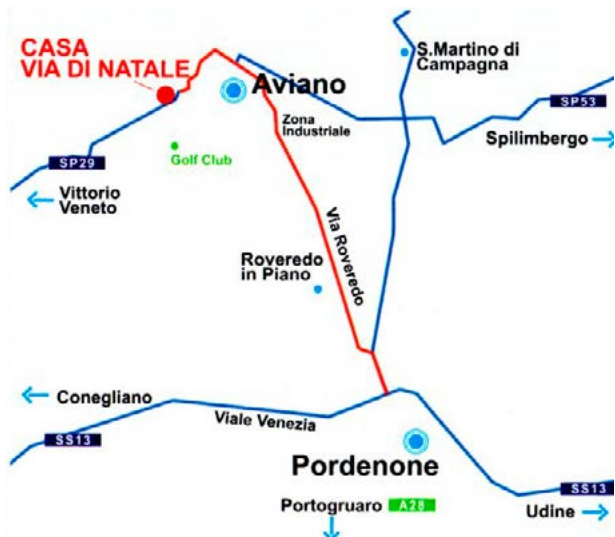 CASA
VIA DI NATALE
S.Martino di
Campagna
Aviano
SP53
Zona
Industriale
Spilimbergo
Golf Club
SP29
Vittorio
Veneto
Via Roveredo
Roveredo
in Piano
Conegliano
Viale Venezia
SS13
Pordenone
SS13
Portogruaro A28
Udine